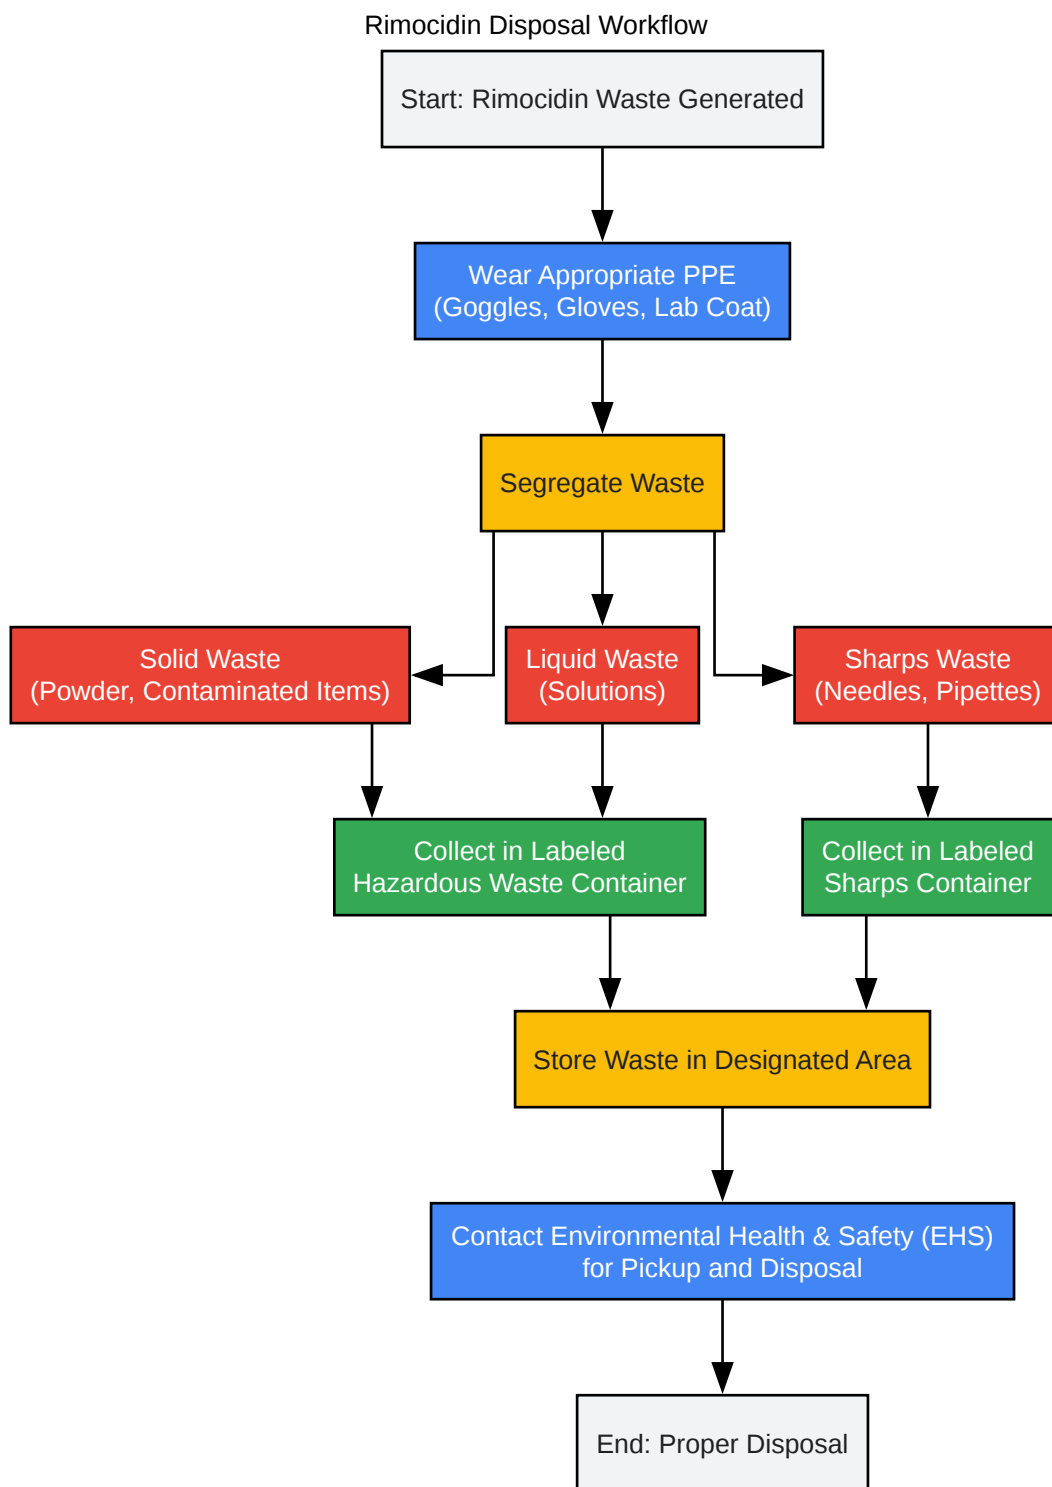 Rimocidin Disposal Workflow
Start: Rimocidin Waste Generated
Wear Appropriate PPE
(Goggles, Gloves, Lab Coat)
Segregate Waste
Solid Waste
(Powder, Contaminated Items)
Liquid Waste
(Solutions)
Sharps Waste
(Needles, Pipettes)
Collect in Labeled
Hazardous Waste Container
Collect in Labeled
Sharps Container
Store Waste in Designated Area
Contact Environmental Health & Safety (EHS)
for Pickup and Disposal
End: Proper Disposal